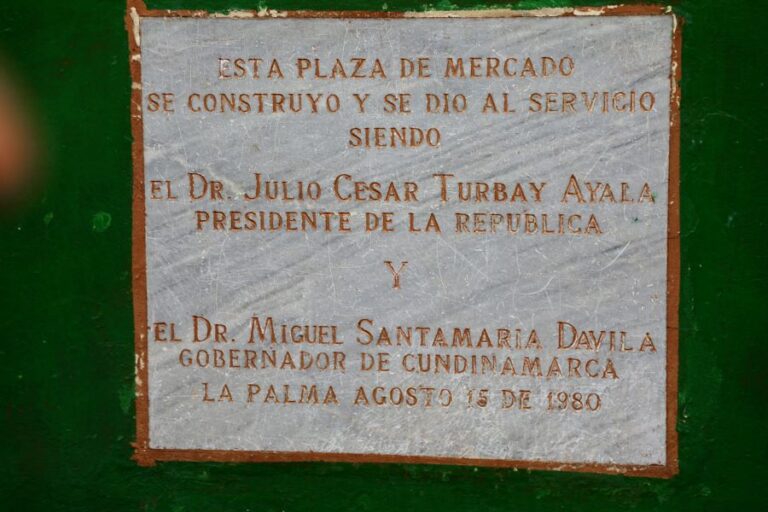 ESTA PLAZA DE MERCADO
SE CONSTRUYO Y SE DIO AL SERVICIO
SIENDO
EL DR. JULIO CESAR TURBAY AYALA
PRESIDENTE DE LA REPUBLICA
Y
EL DR. MIGUEL SANTAMARIA DAVILA
GOBERNADOR DE CUNDINAMARCA
LA PALMA AGOSTO 15 DE 1980